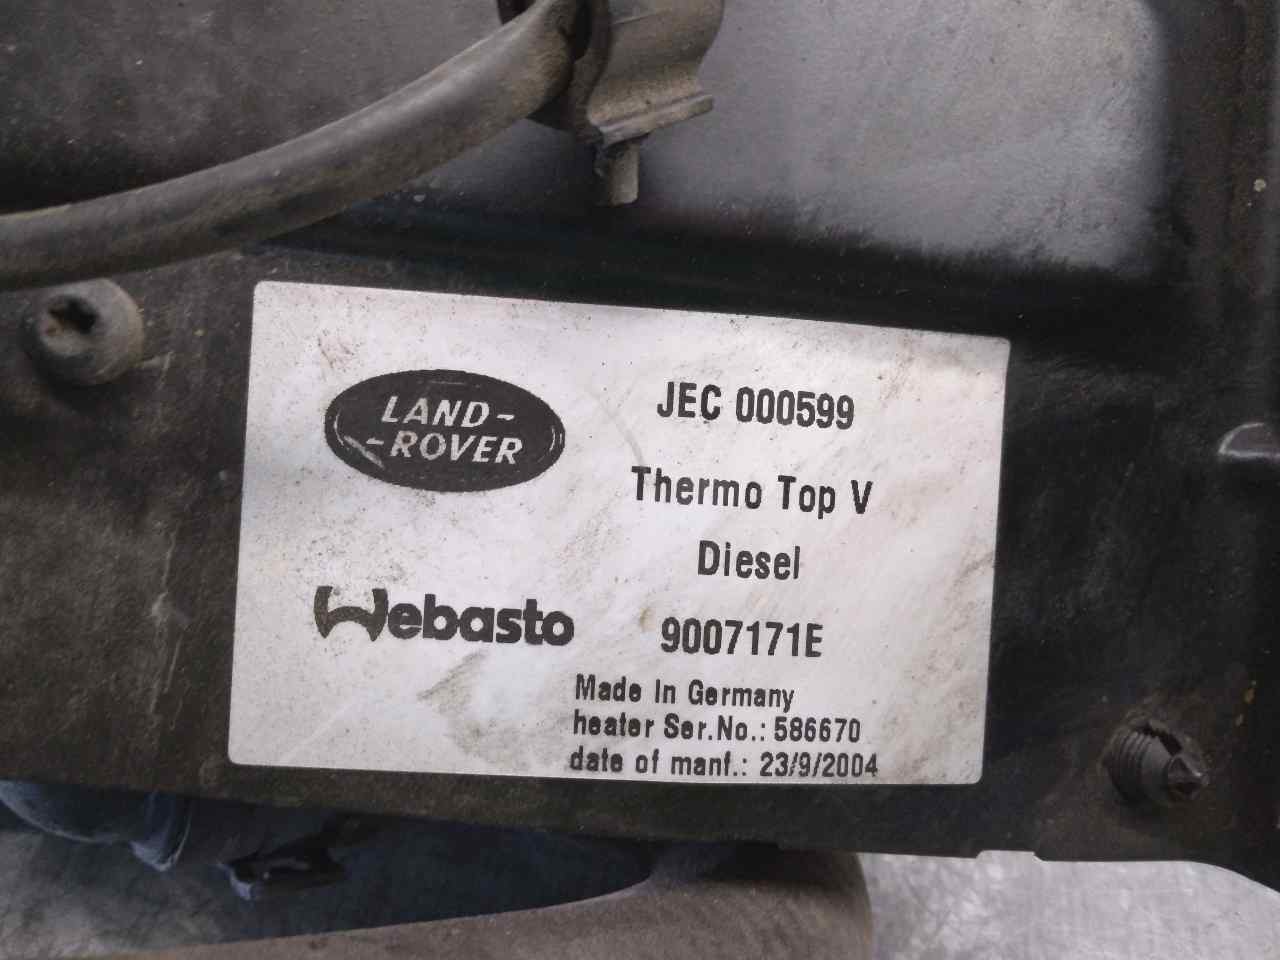 LAND-
-ROVER
JEC 000599
Thermo Top V
Diesel
Webasto
9007171E
Made In Germany
heater Ser.No.: 586670
date of manf.: 23/9/2004